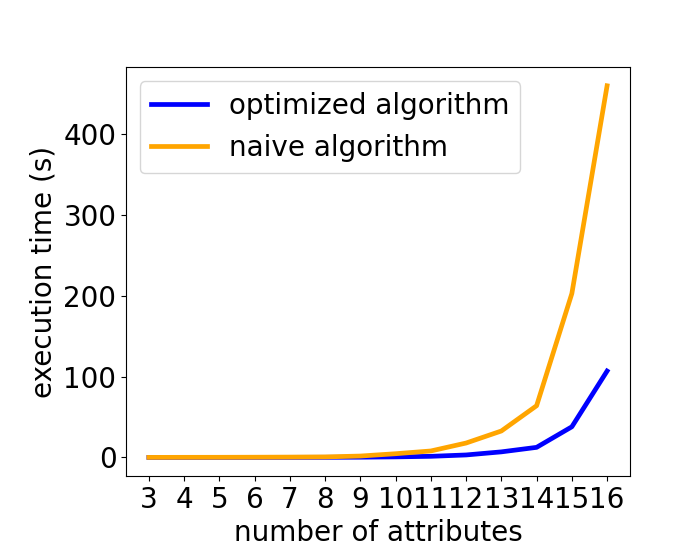 optimized algorithm
naive algorithm
execution time (s)
400
300
200
100
0
3 4 5 6 7 8 9 10 11 12 13 14 15 16
number of attributes